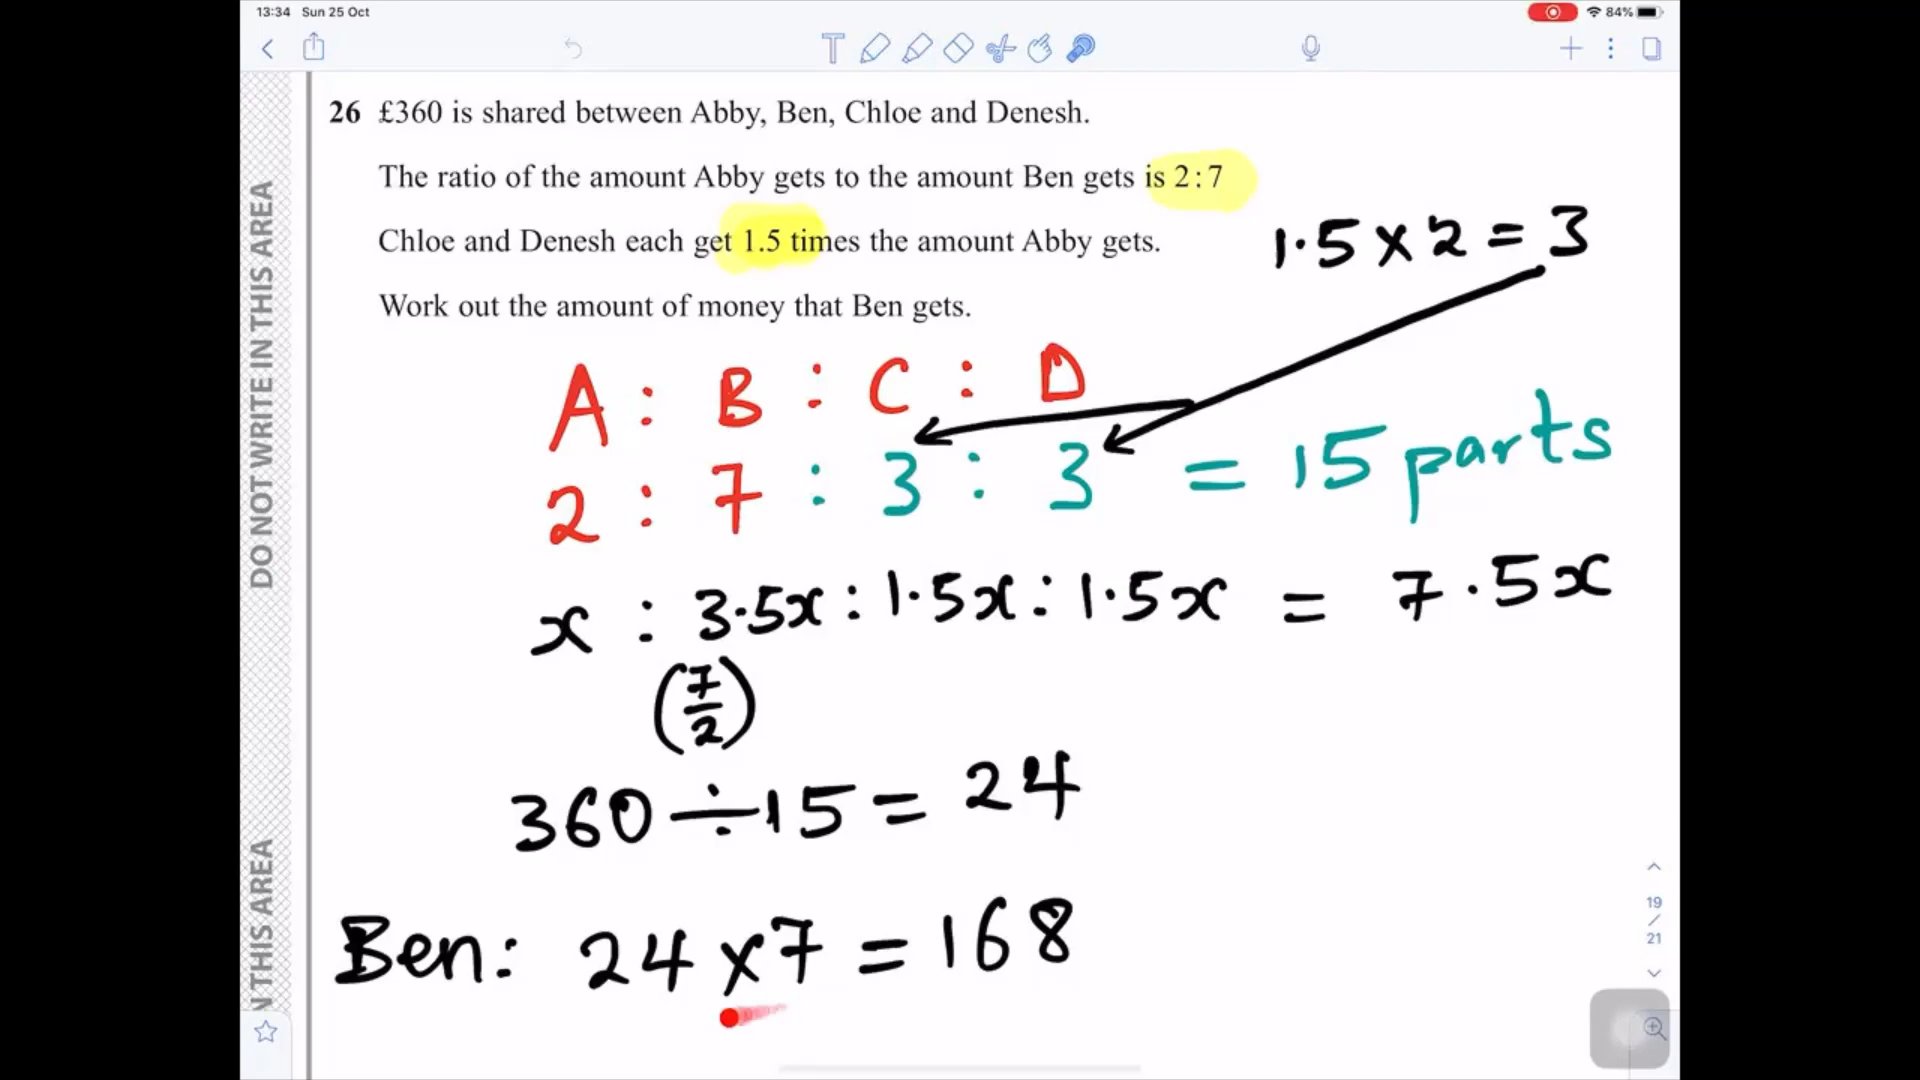 13:34 Sun 25 Oct
84%
T
DO NOT WRITE IN THIS AREA
26 £360 is shared between Abby, Ben, Chloe and Denesh.
The ratio of the amount Abby gets to the amount Ben gets is 2 : 7
Chloe and Denesh each get 1.5 times the amount Abby gets.
1.5 × 2 = 3
Work out the amount of money that Ben gets.
A : B : C : D
2 : 7 : 3 : 3 = 15 parts
x : 3.5x : 1.5x : 1.5x = 7.5x
(7/2)
360 ÷ 15 = 24
Ben: 24 × 7 = 168
N THIS AREA
19
/
21